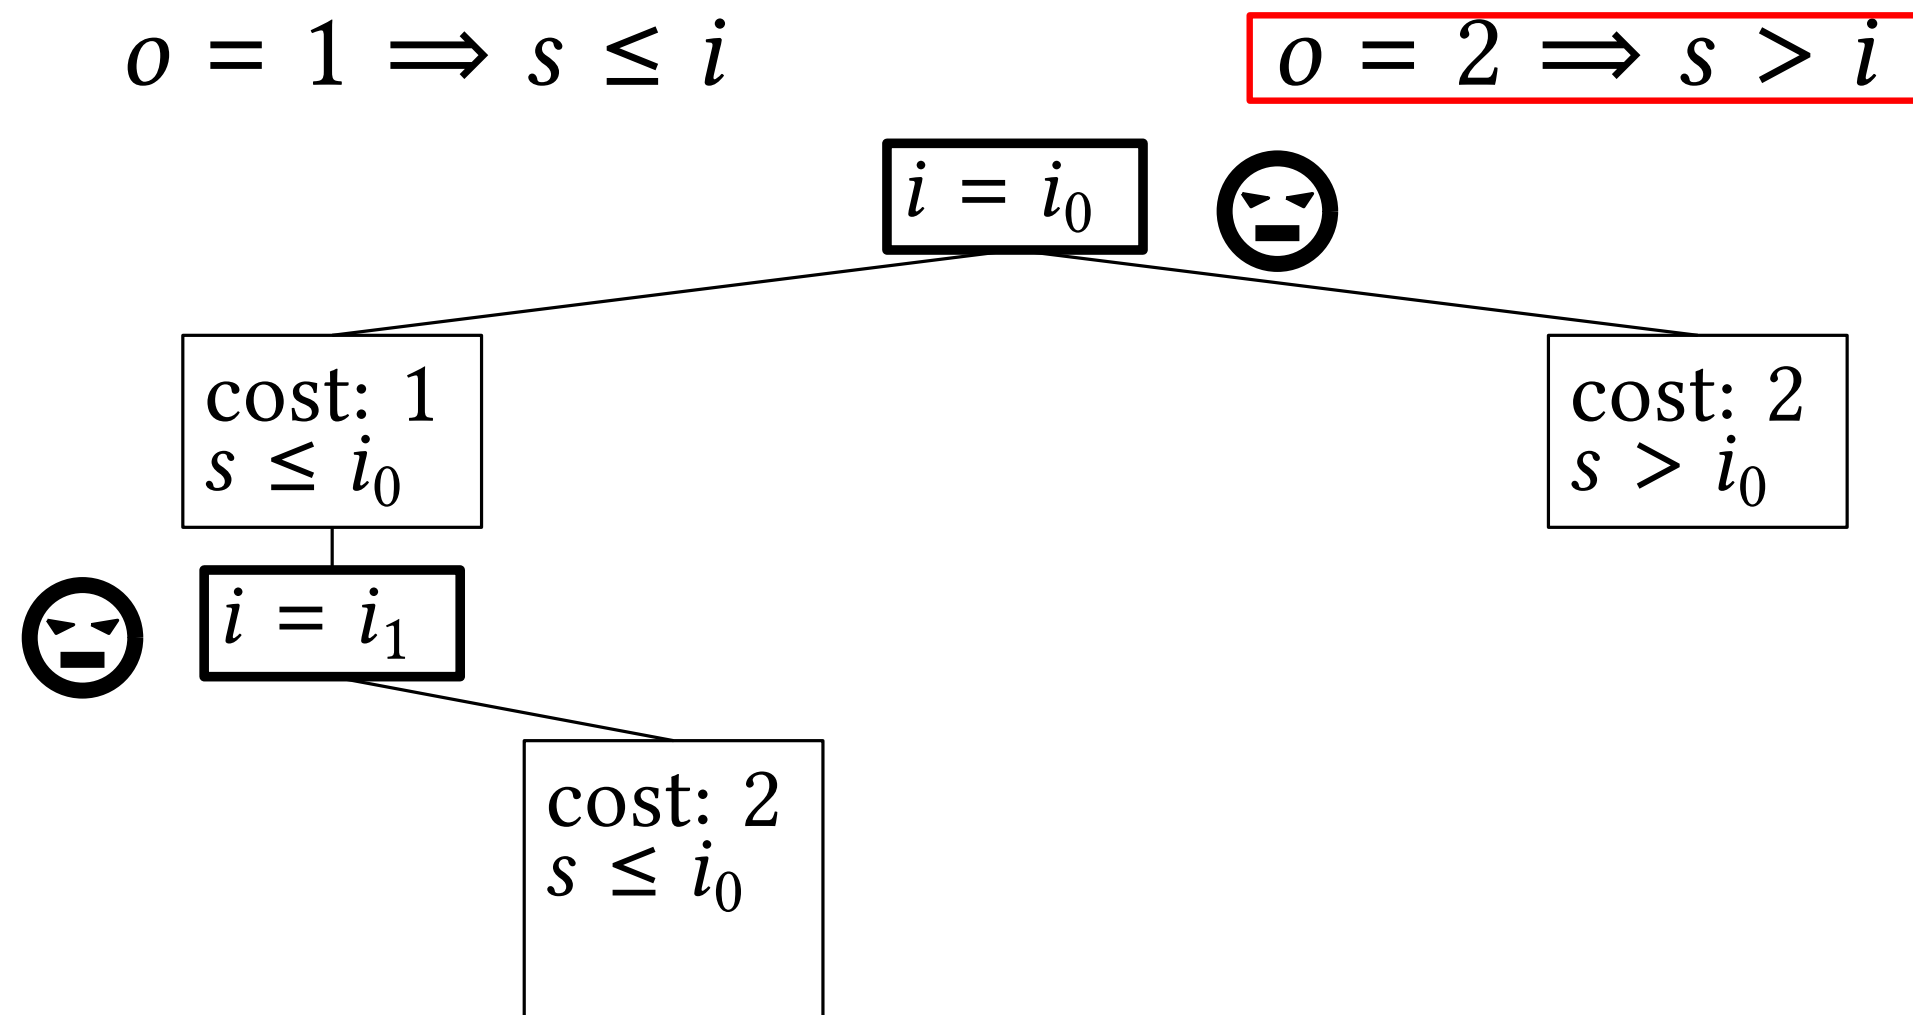 o = 1 ⟹ s ≤ i
o = 2 ⟹ s > i
i = i₀
cost: 1
s ≤ i₀
cost: 2
s > i₀
i = i₁
cost: 2
s ≤ i₀